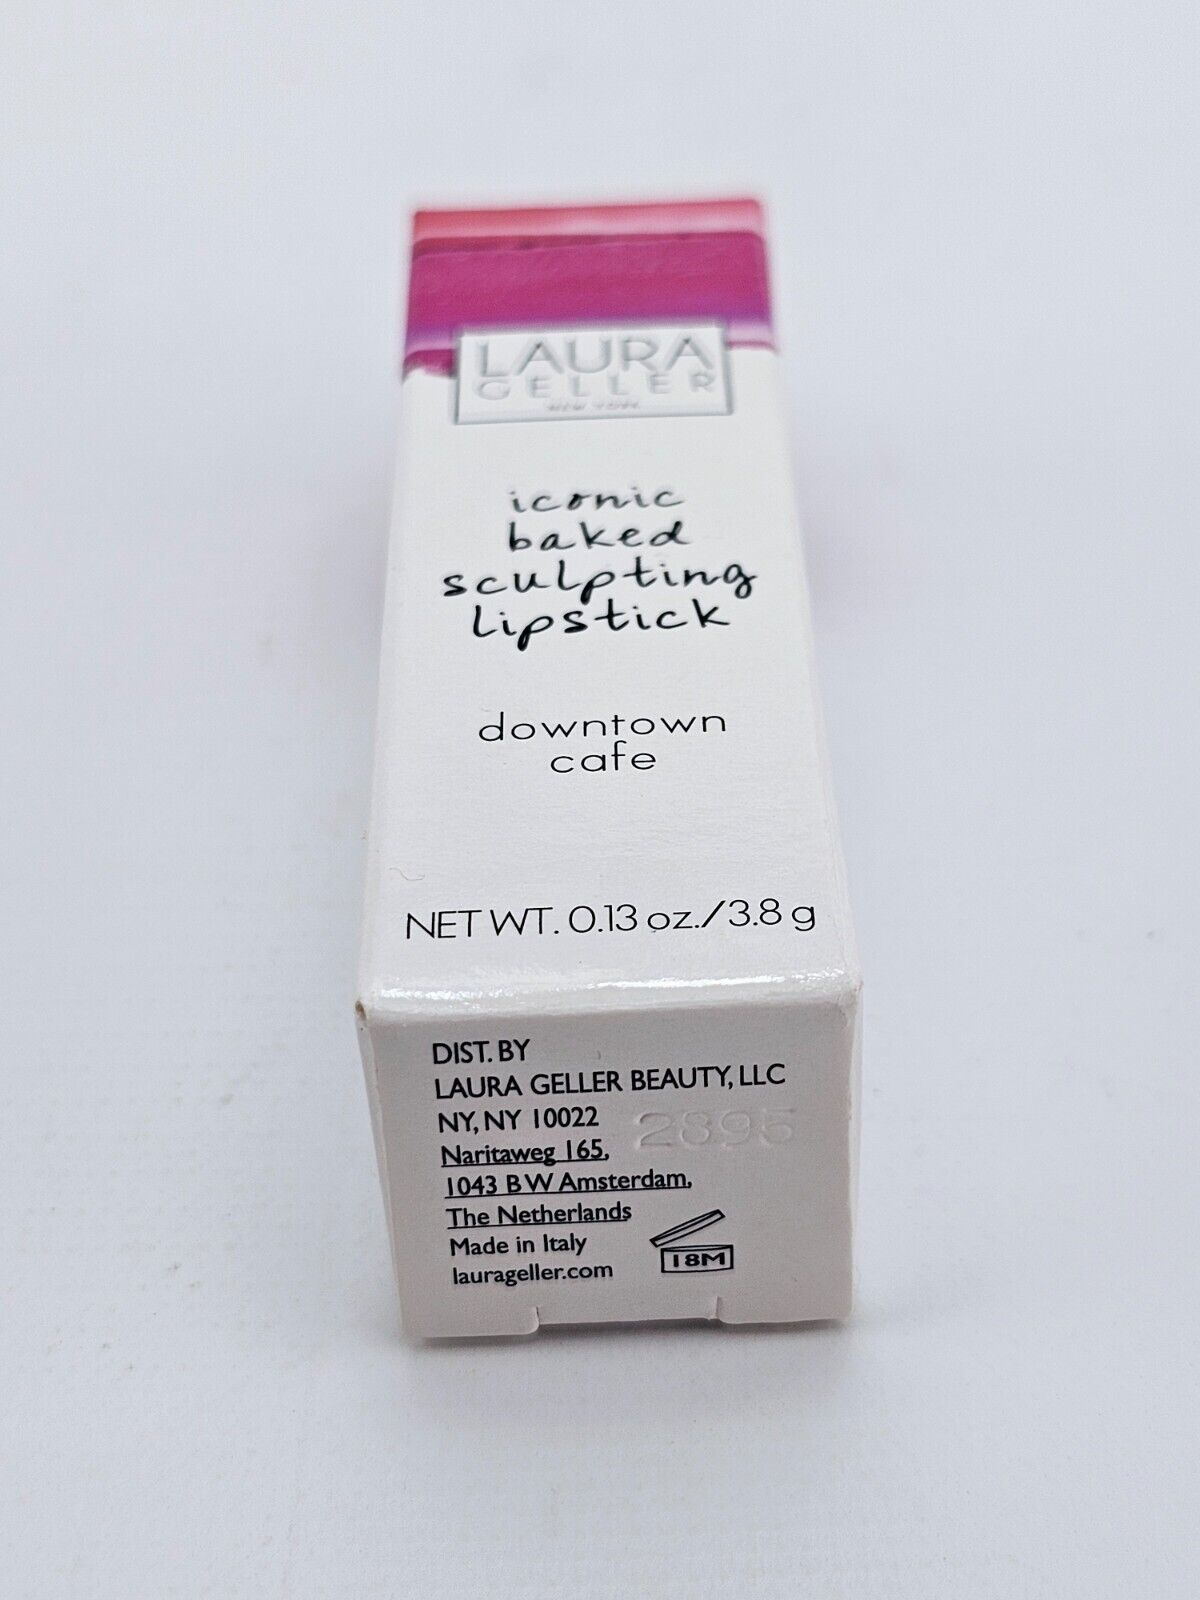 LAURA
GELLER
NEW YORK
iconic
baked
sculpting
lipstick
downtown
cafe
NET WT. 0.13 oz./3.8 g
DIST. BY
LAURA GELLER BEAUTY, LLC
NY, NY 10022
2895
Naritaweg 165,
1043 BW Amsterdam,
The Netherlands
Made in Italy
laurageller.com
18M